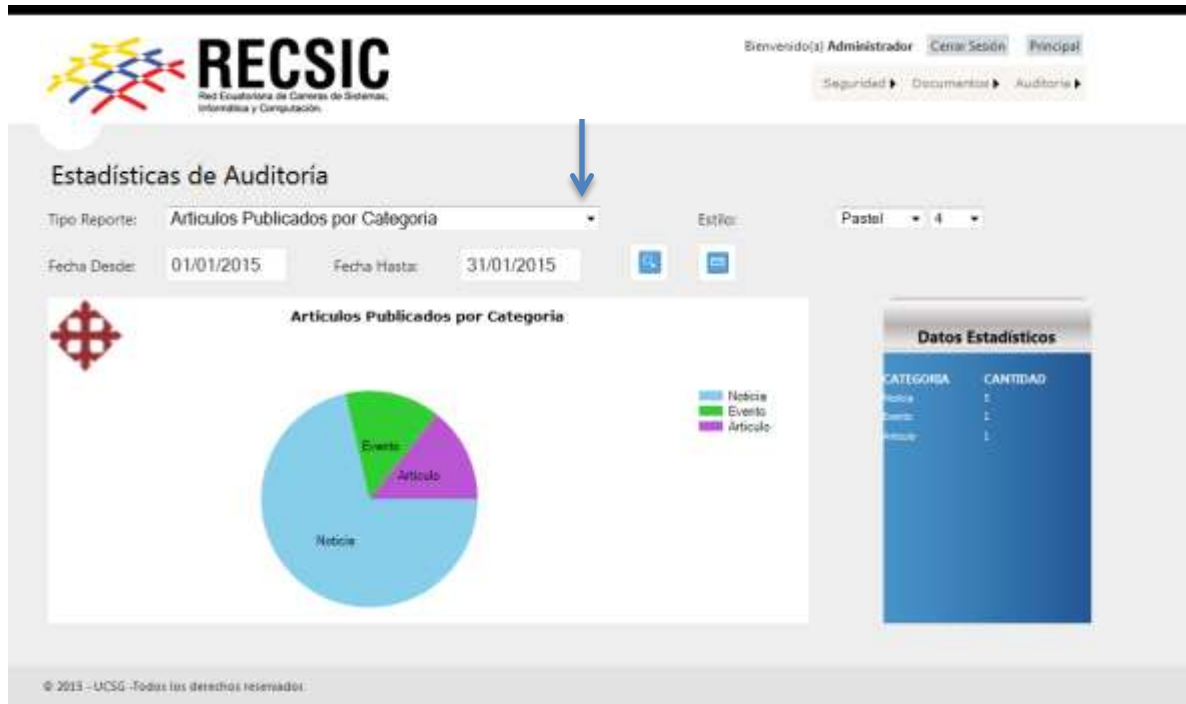 RECSIC
Red Ecuatoriana de Carreras de Sistemas,
Informática y Computación.
Bienvenido(a) Administrador Cerrar Sesión Principal
Seguridad Documentos Auditoria
Estadísticas de Auditoría
Tipo Reporte: Articulos Publicados por Categoria Estilo: Pastel 4
Fecha Desde: 01/01/2015 Fecha Hasta: 31/01/2015
Articulos Publicados por Categoria
Noticia
Evento
Articulo
Evento
Articulo
Noticia
Datos Estadísticos
CATEGORIA CANTIDAD
Noticia 5
Evento 1
Articulo 1
© 2015 - UCSG -Todos los derechos reservados.